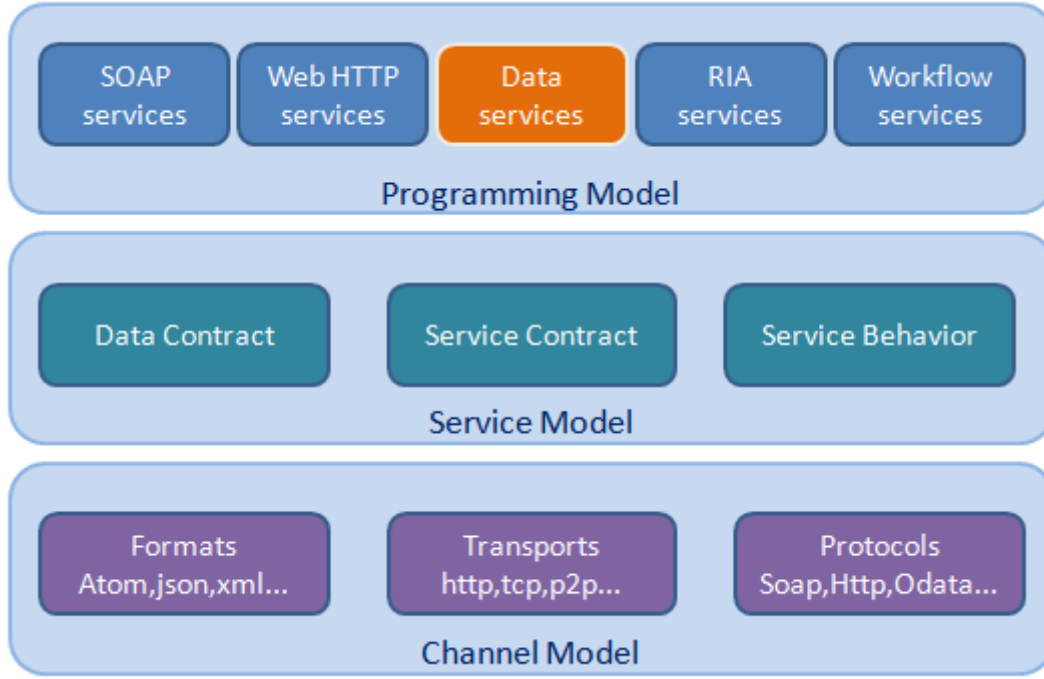 SOAP
services
Web HTTP
services
Data
services
RIA
services
Workflow
services
Programming Model
Data Contract
Service Contract
Service Behavior
Service Model
Formats
Atom,json,xml...
Transports
http,tcp,p2p...
Protocols
Soap,Http,Odata...
Channel Model